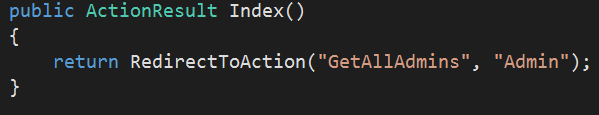 public ActionResult Index()
{
    return RedirectToAction("GetAllAdmins", "Admin");
}